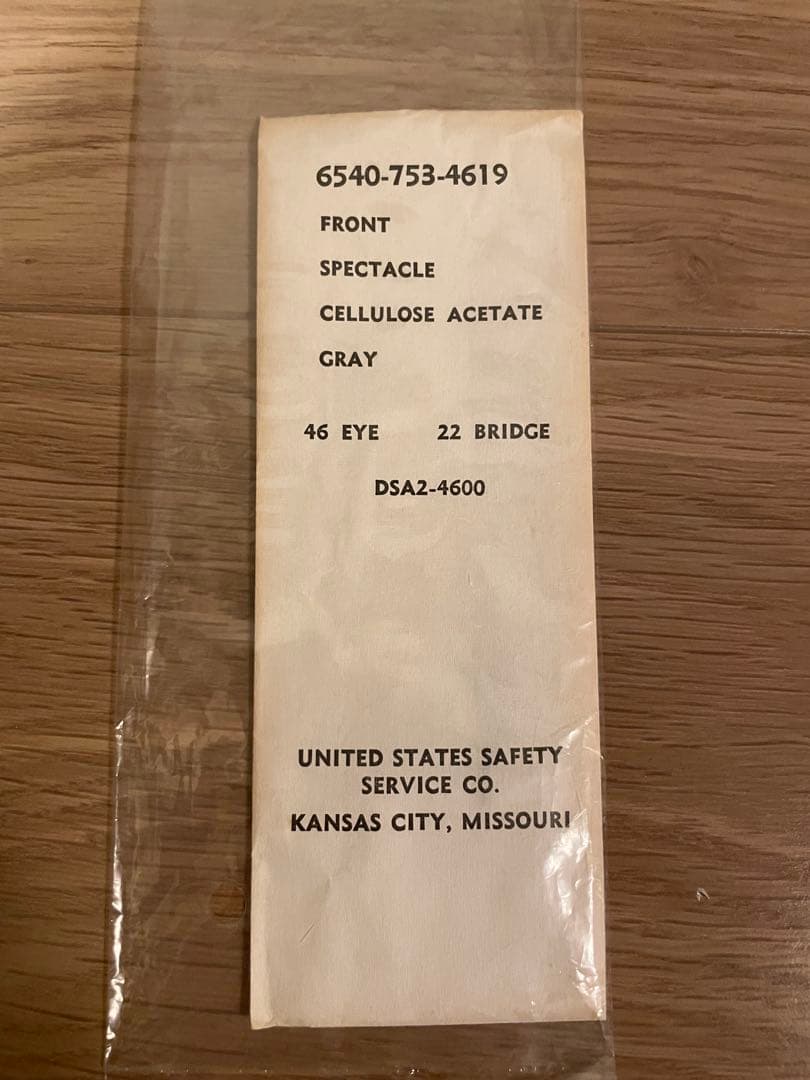 6540-753-4619
FRONT
SPECTACLE
CELLULOSE ACETATE
GRAY
46 EYE 22 BRIDGE
DSA2-4600
UNITED STATES SAFETY
SERVICE CO.
KANSAS CITY, MISSOURI